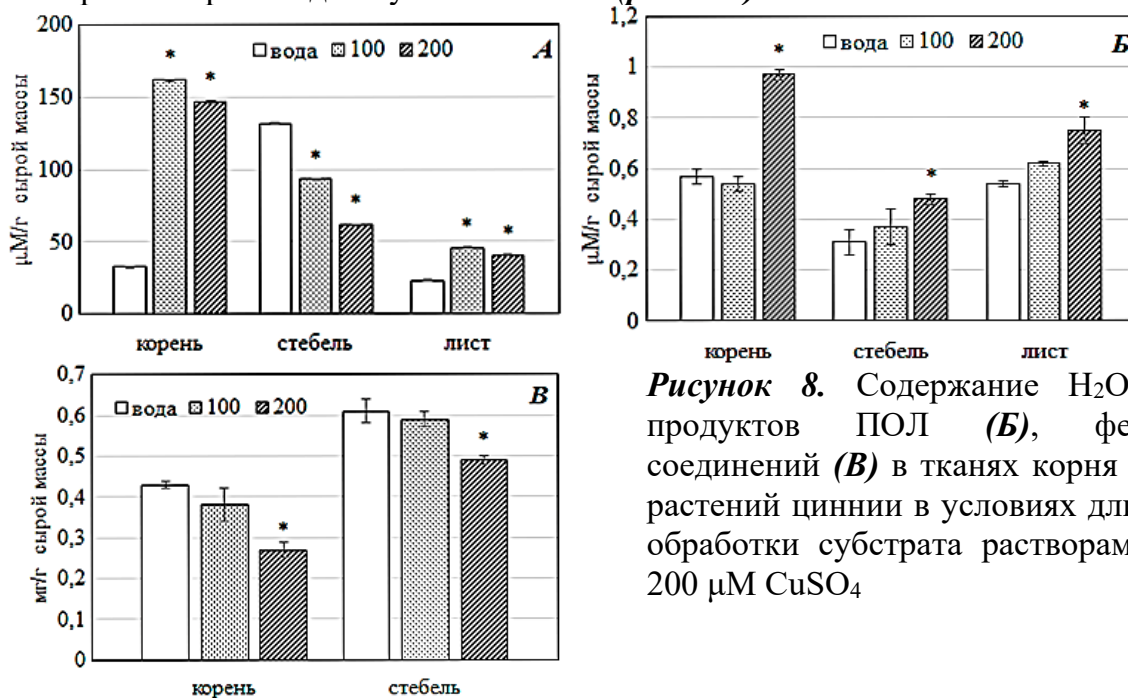 200
150
100
50
0
µM/г сырой массы
вода 100 200
А
* * * * * *
корень стебель лист
1,2
1
0,8
0,6
0,4
0,2
0
µM/г сырой массы
вода 100 200
Б
* * *
корень стебель лист
0,7
0,6
0,5
0,4
0,3
0,2
0,1
0
мг/г сырой массы
вода 100 200
В
* *
корень стебель
Рисунок 8. Содержание H₂O
продуктов ПОЛ (Б), фе
соединений (В) в тканях корня
растений циннии в условиях дли
обработки субстрата растворам
200 µM CuSO₄